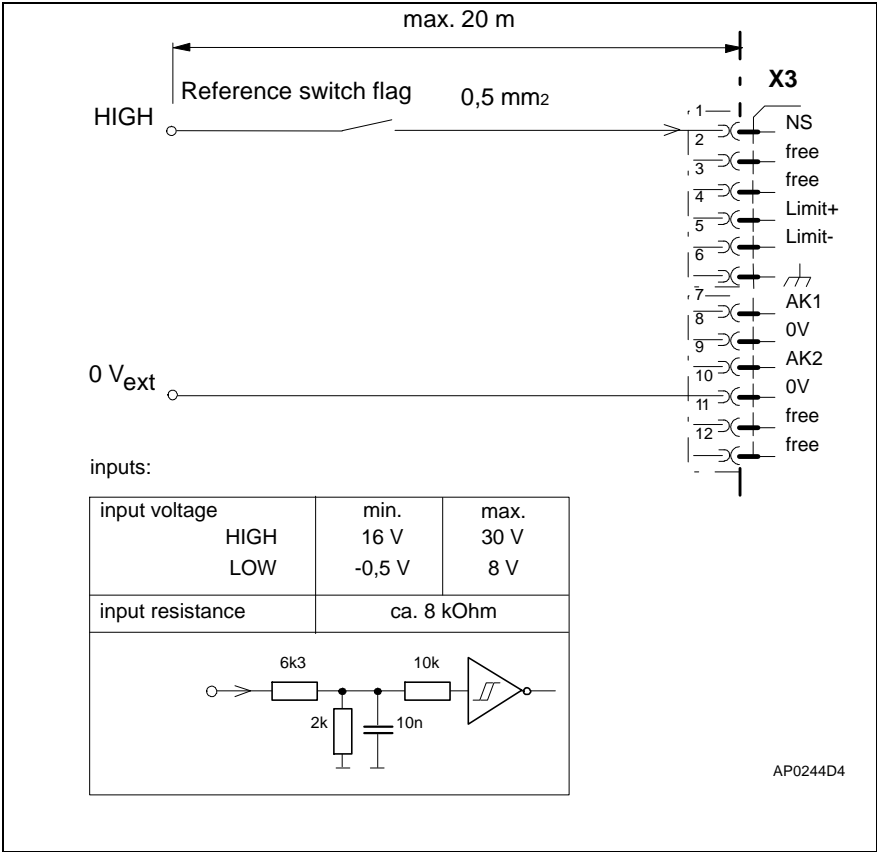 max. 20 m
X3
Reference switch flag
0,5 mm2
HIGH
1
NS
2
free
3
free
4
Limit+
5
Limit-
6
7
AK1
8
0V
9
AK2
10
0V
11
free
12
free
0 Vext
inputs:
input voltage min. max.
HIGH 16 V 30 V
LOW -0,5 V 8 V
input resistance ca. 8 kOhm
6k3 10k
2k 10n
AP0244D4